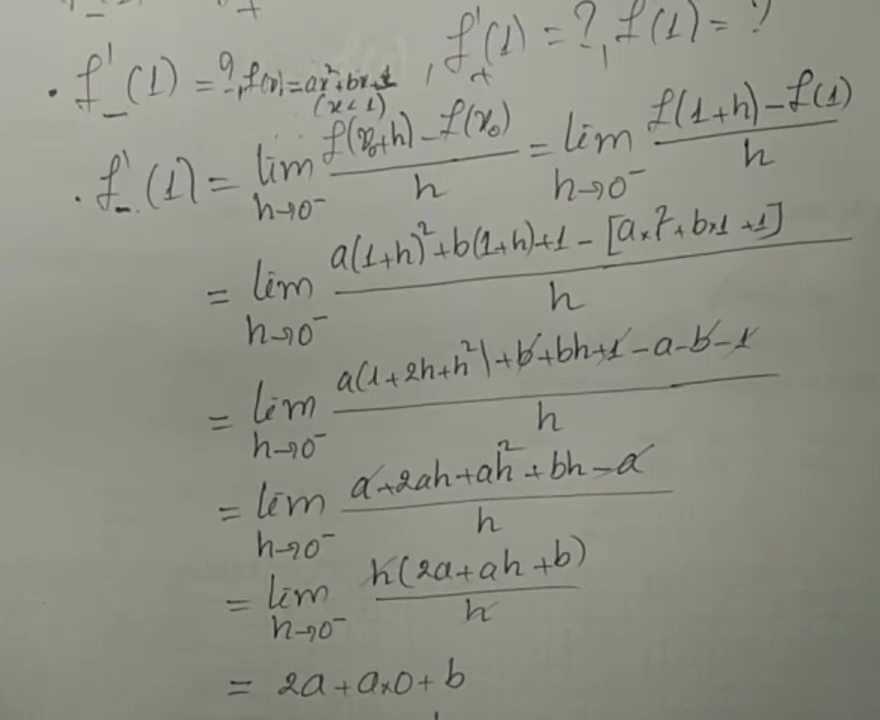 f'₊(1) = ?, f(1) = ?
. f'₋(1) = ?, f(x) = ax²+bx+1
(x < 1)
. f'₋(1) = lim h→0⁻ (f(x₀+h) - f(x₀))/h = lim h→0⁻ (f(1+h) - f(1))/h
= lim h→0⁻ (a(1+h)²+b(1+h)+1 - [a×1²+b×1+1])/h
= lim h→0⁻ (a(1+2h+h²)+b+bh+1-a-b-1)/h
= lim h→0⁻ (a+2ah+ah²+bh-a)/h
= lim h→0⁻ h(2a+ah+b)/h
= 2a+a×0+b